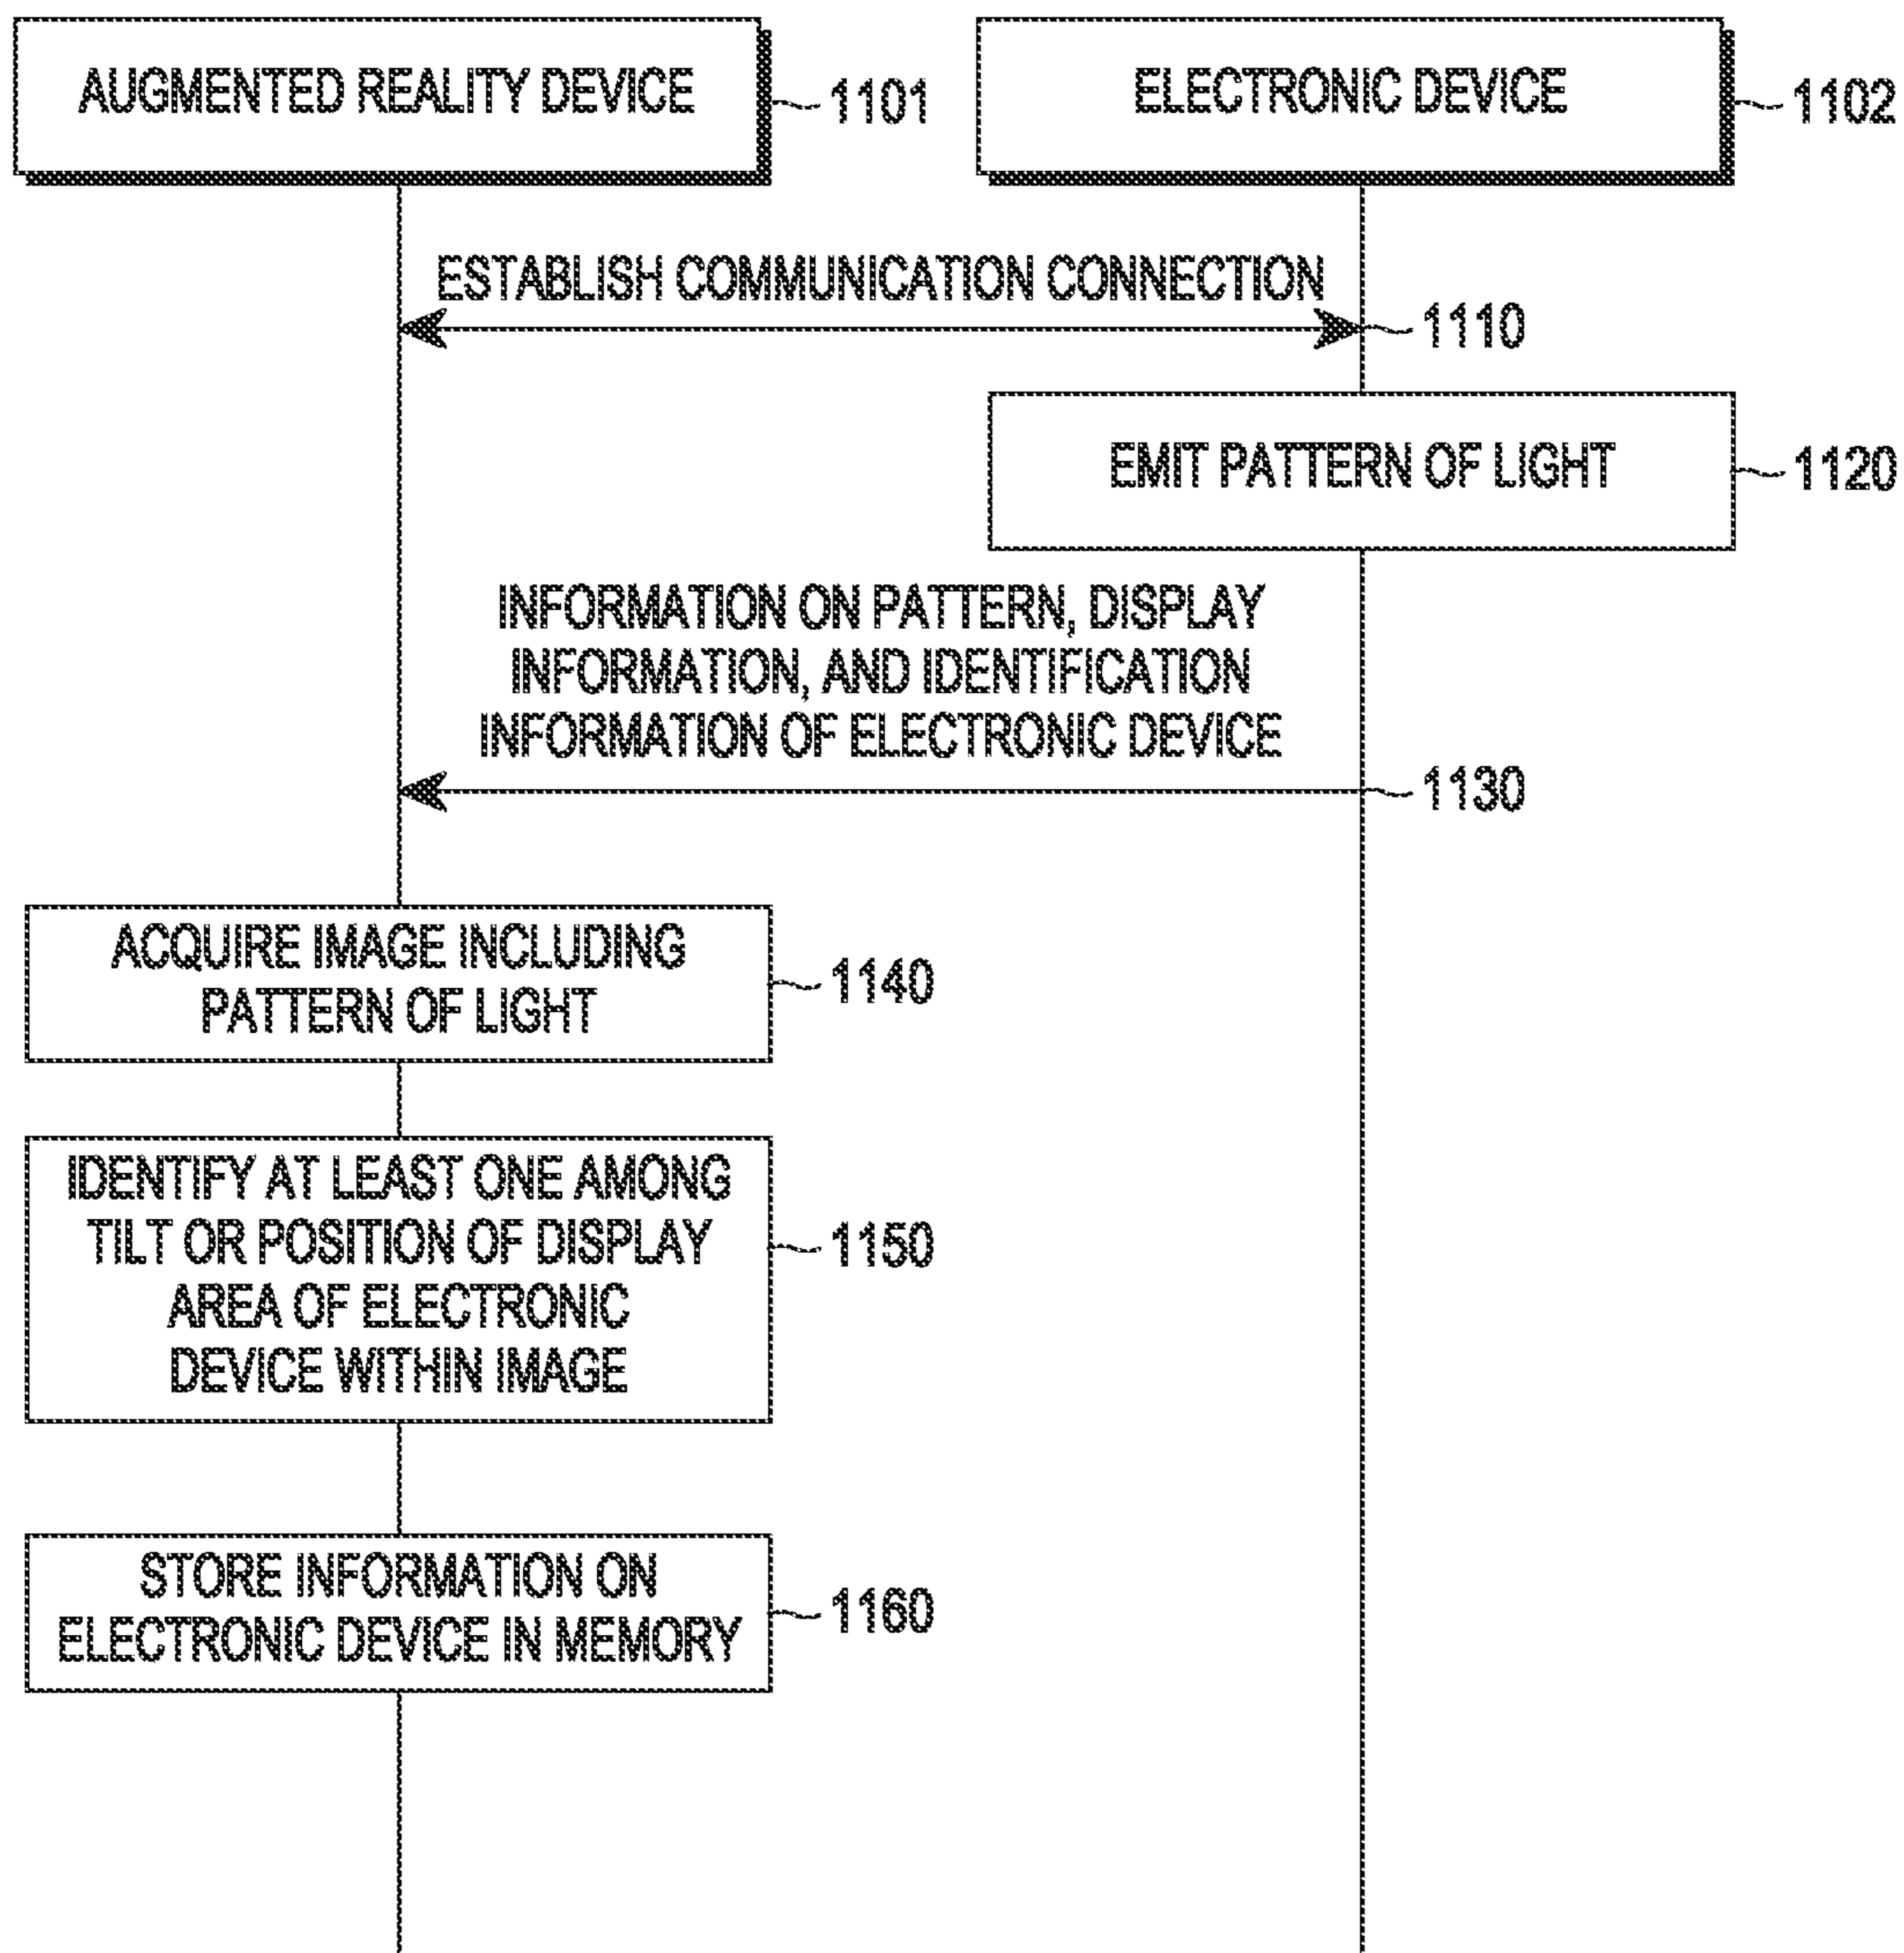 AUGMENTED REALITY DEVICE
1101
ELECTRONIC DEVICE
1102
ESTABLISH COMMUNICATION CONNECTION
1110
EMIT PATTERN OF LIGHT
1120
INFORMATION ON PATTERN, DISPLAY
INFORMATION, AND IDENTIFICATION
INFORMATION OF ELECTRONIC DEVICE
1130
ACQUIRE IMAGE INCLUDING
PATTERN OF LIGHT
1140
IDENTIFY AT LEAST ONE AMONG
TILT OR POSITION OF DISPLAY
AREA OF ELECTRONIC
DEVICE WITHIN IMAGE
1150
STORE INFORMATION ON
ELECTRONIC DEVICE IN MEMORY
1160